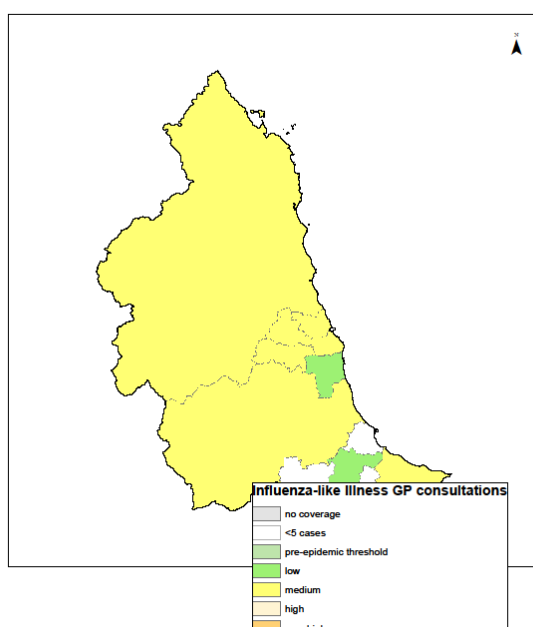 N
Influenza-like Illness GP consultations
no coverage
<5 cases
pre-epidemic threshold
low
medium
high